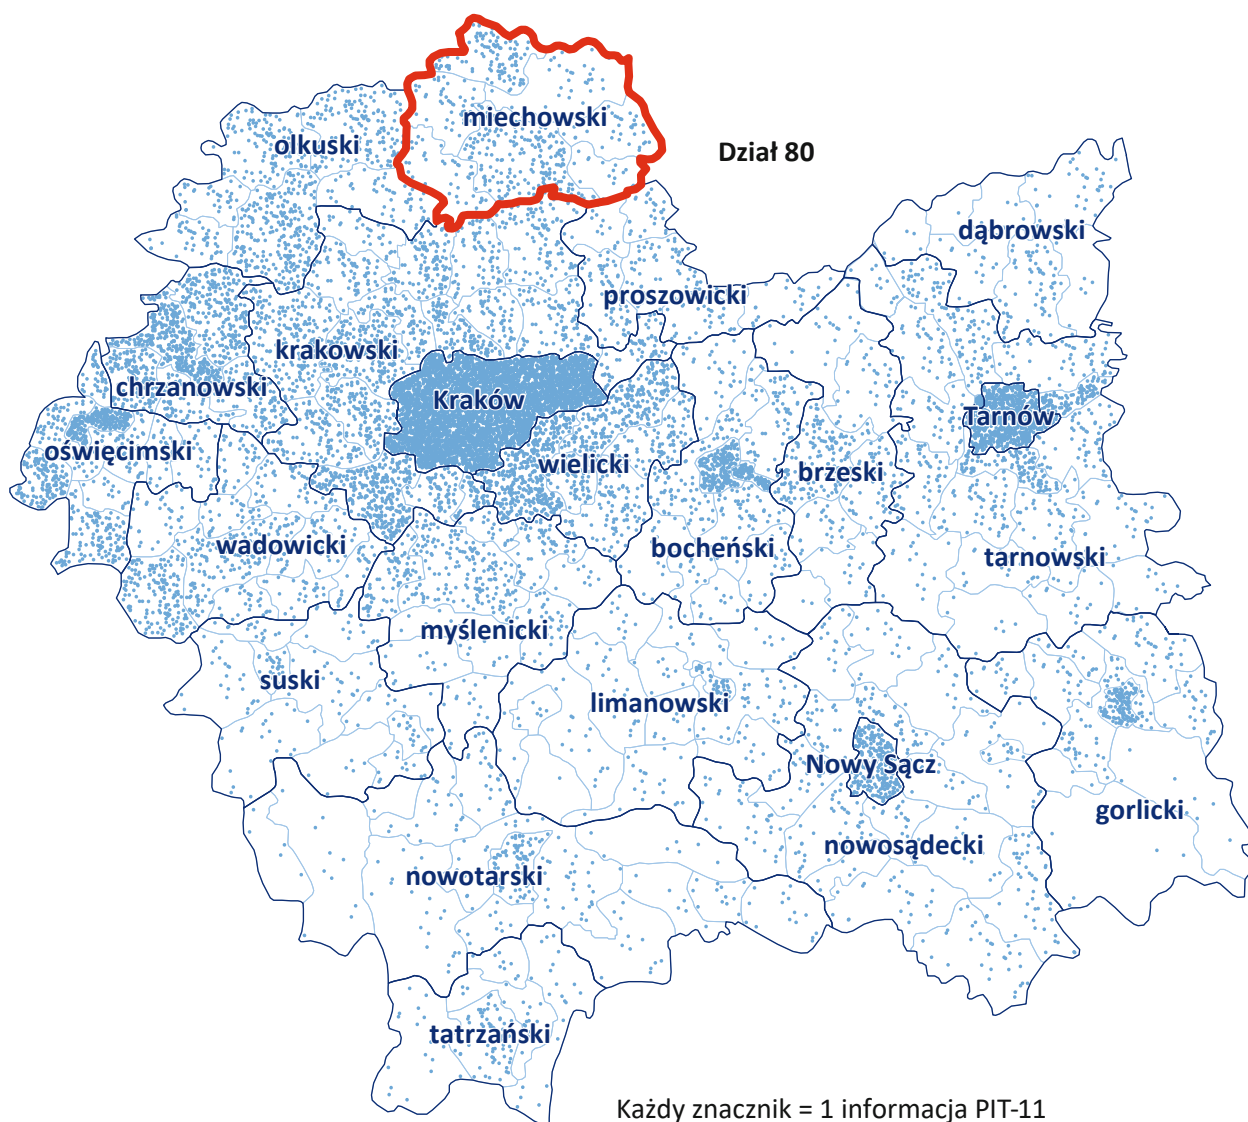 miechowski
olkuski
Dział 80
dąbrowski
proszowicki
krakowski
chrzanowski
Kraków
Tarnów
oświęcimski
wielicki
brzeski
wadowicki
bocheński
tarnowski
myślenicki
suski
limanowski
Nowy Sącz
gorlicki
nowosądecki
nowotarski
tatrzański
Każdy znacznik = 1 informacja PIT-11